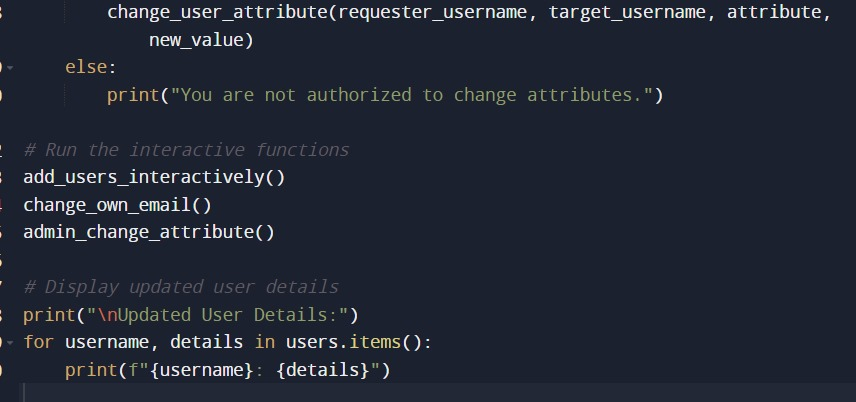 change_user_attribute(requester_username, target_username, attribute,
new_value)
else:
print("You are not authorized to change attributes.")
# Run the interactive functions
add_users_interactively()
change_own_email()
admin_change_attribute()
# Display updated user details
print("\nUpdated User Details:")
for username, details in users.items():
print(f"{username}: {details}")